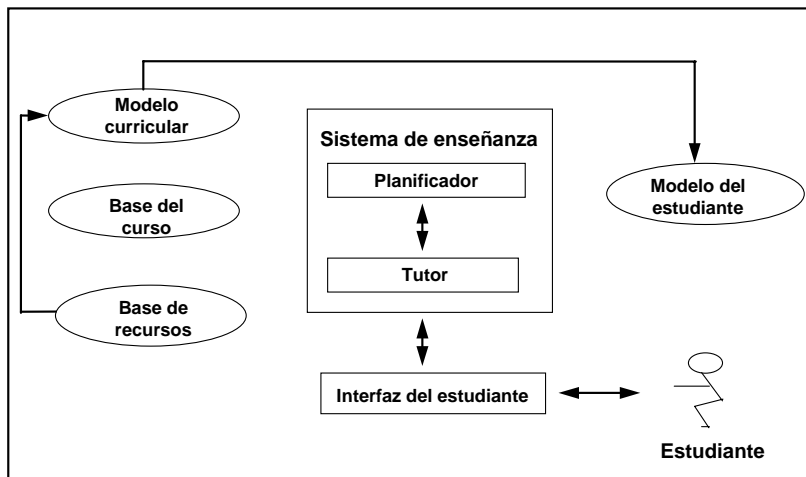 Modelo
curricular
Sistema de enseñanza
Planificador
Modelo del
estudiante
Base del
curso
Tutor
Base de
recursos
Interfaz del estudiante
Estudiante